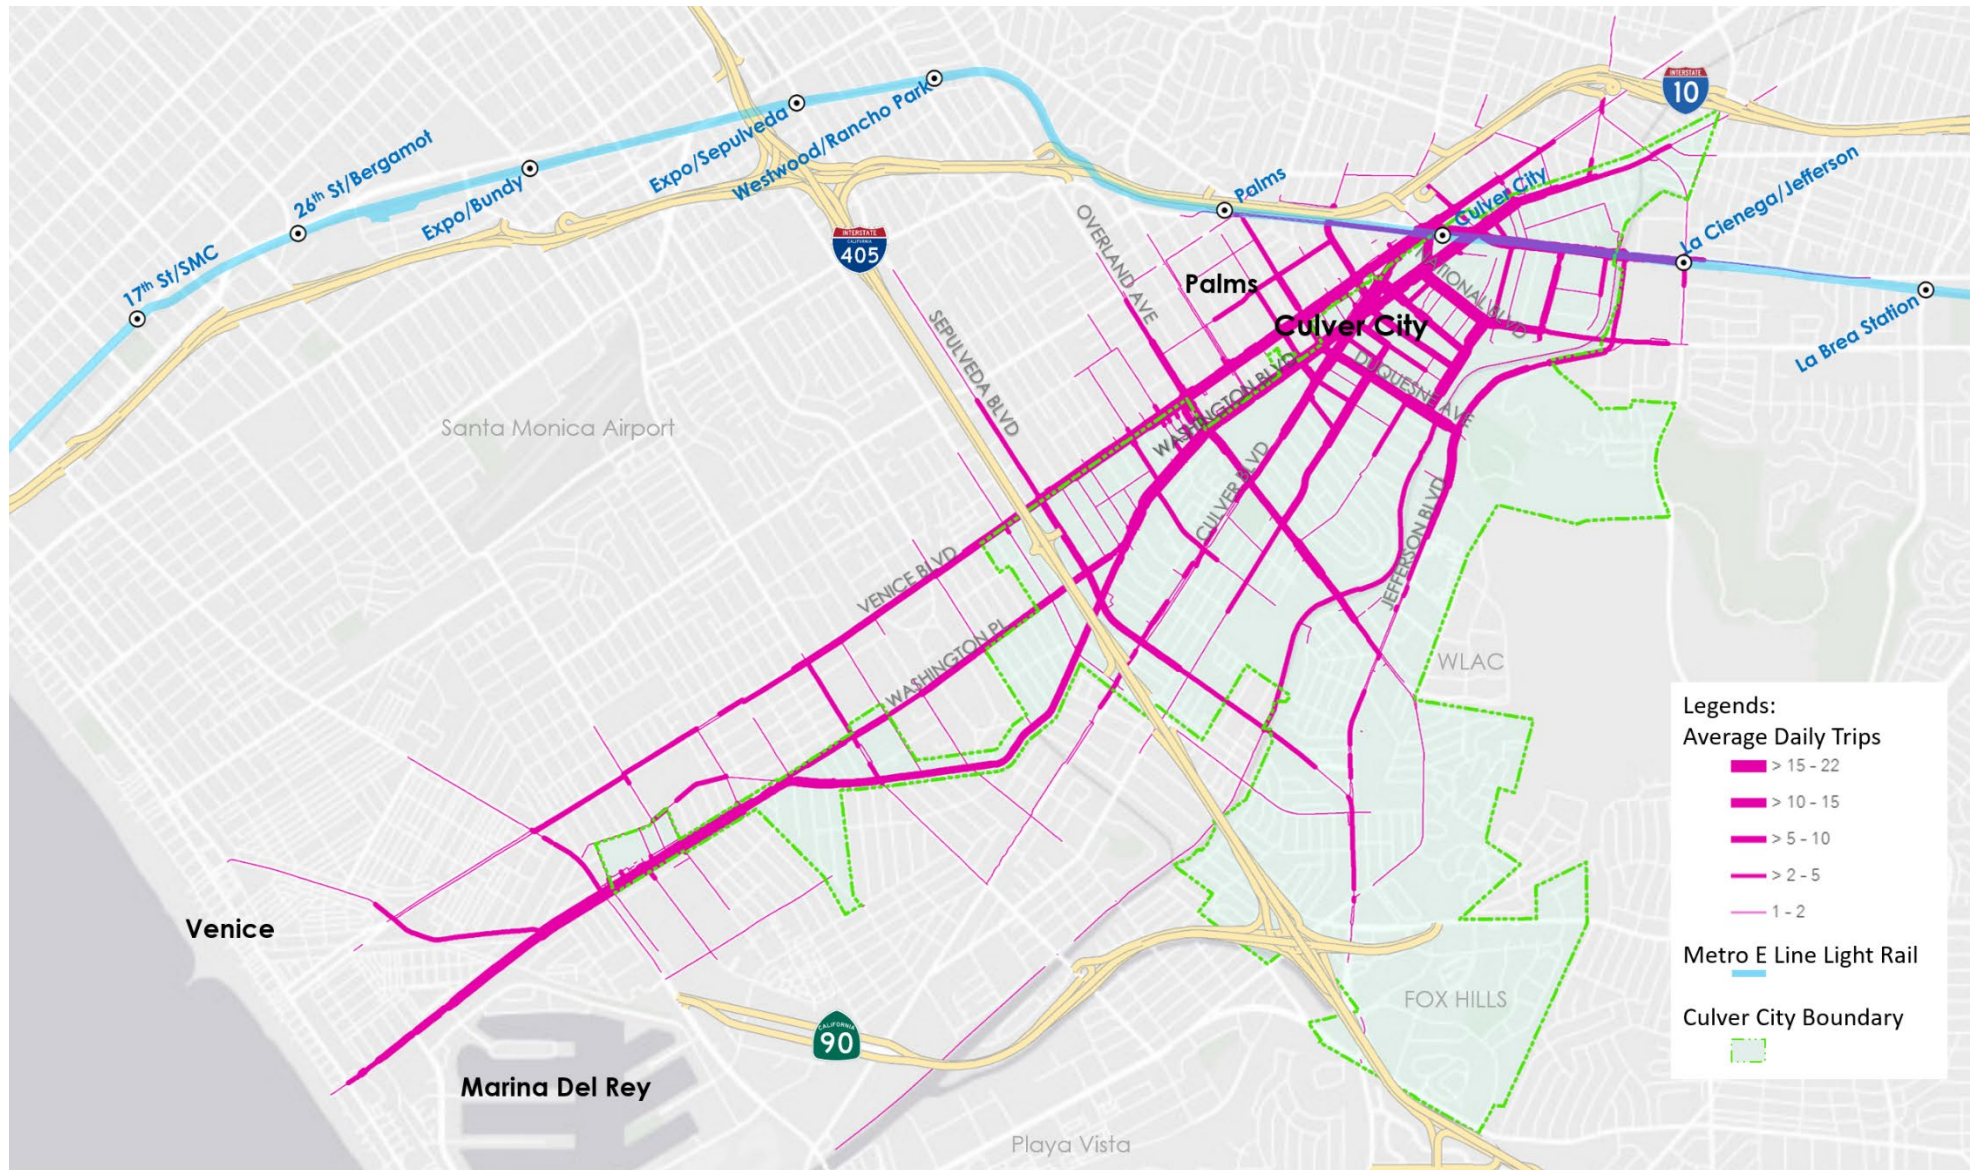 INTERSTATE
10
Westwood/Rancho Park
Expo/Sepulveda
26th St/Bergamot
Expo/Bundy
17th St/SMC
INTERSTATE
CALIFORNIA
405
Palms
Culver City
La Cienega/Jefferson
La Brea Station
OVERLAND AVE
Palms
NATIONAL BLVD
Culver City
SEPULVEDA BLVD
DUQUESNE AVE
WASHINGTON BLVD
Santa Monica Airport
CULVER BLVD
JEFFERSON BLVD
VENICE BLVD
WASHINGTON PL
WLAC
Venice
FOX HILLS
CALIFORNIA
90
Marina Del Rey
Playa Vista
Legends:
Average Daily Trips
> 15 - 22
> 10 - 15
> 5 - 10
> 2 - 5
1 - 2
Metro E Line Light Rail
Culver City Boundary